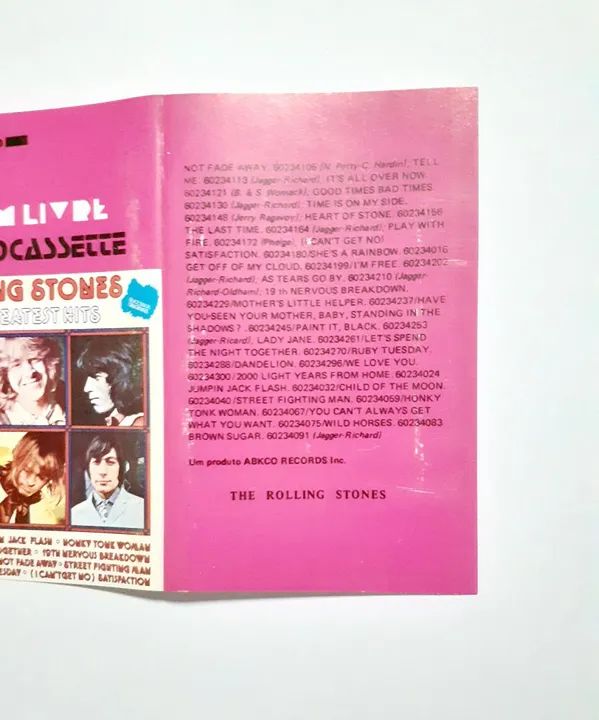 M LIVRE
OCASSETTE
NG STONES
EATEST HITS
M JACK FLASH • HONKY TONK WOMAN
OGETHER • 19TH NERVOUS BREAKDOWN
NOT FADE AWAY • STREET FIGHTING MAN
ESDAY • (I CAN'T GET NO) SATISFACTION
NOT FADE AWAY. 60234105 (N. Petty-C. Hardin), TELL
ME. 60234113 (Jagger-Richard), IT'S ALL OVER NOW.
60234121 (B. & S. Womack), GOOD TIMES BAD TIMES.
60234130 (Jagger-Richard), TIME IS ON MY SIDE.
60234148 (Jerry Ragavoy); HEART OF STONE. 60234156
THE LAST TIME. 60234164 (Jagger-Richard), PLAY WITH
FIRE. 60234172 (Phelge), (I CAN'T GET NO)
SATISFACTION. 60234180/SHE'S A RAINBOW. 60234016
GET OFF OF MY CLOUD. 60234199/I'M FREE. 60234202
(Jagger-Richard), AS TEARS GO BY. 60234210 (Jagger-
Richard-Oldham); 19 th NERVOUS BREAKDOWN.
60234229/MOTHER'S LITTLE HELPER. 60234237/HAVE
YOU SEEN YOUR MOTHER, BABY, STANDING IN THE
SHADOWS? . 60234245/PAINT IT, BLACK. 60234253
(Jagger-Ricard), LADY JANE. 60234261/LET'S SPEND
THE NIGHT TOGETHER. 60234270/RUBY TUESDAY.
60234288/DANDELION. 60234296/WE LOVE YOU.
60234300/2000 LIGHT YEARS FROM HOME. 60234024
JUMPIN JACK FLASH. 60234032/CHILD OF THE MOON.
60234040/STREET FIGHTING MAN. 60234059/HONKY
TONK WOMAN. 60234067/YOU CAN'T ALWAYS GET
WHAT YOU WANT. 60234075/WILD HORSES. 60234083
BROWN SUGAR. 60234091 (Jagger-Richard)
Um produto ABKCO RECORDS Inc.
THE ROLLING STONES